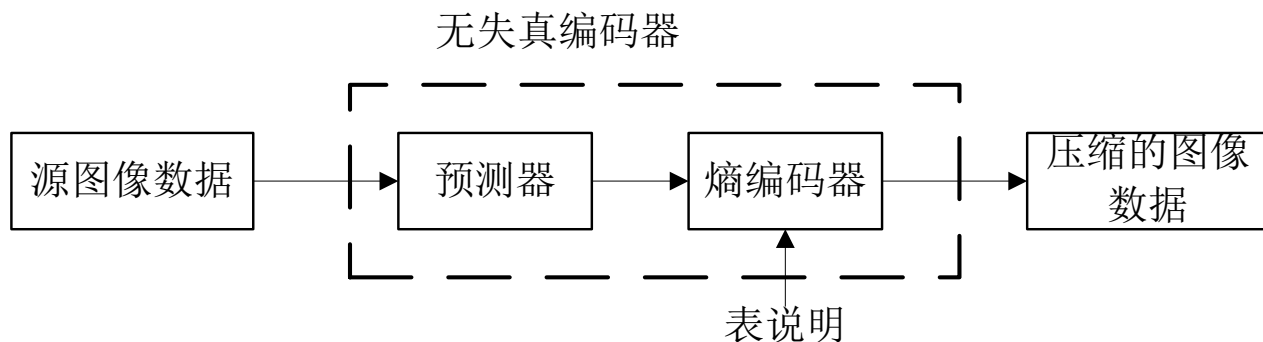 无失真编码器
源图像数据
预测器
熵编码器
压缩的图像
数据
表说明